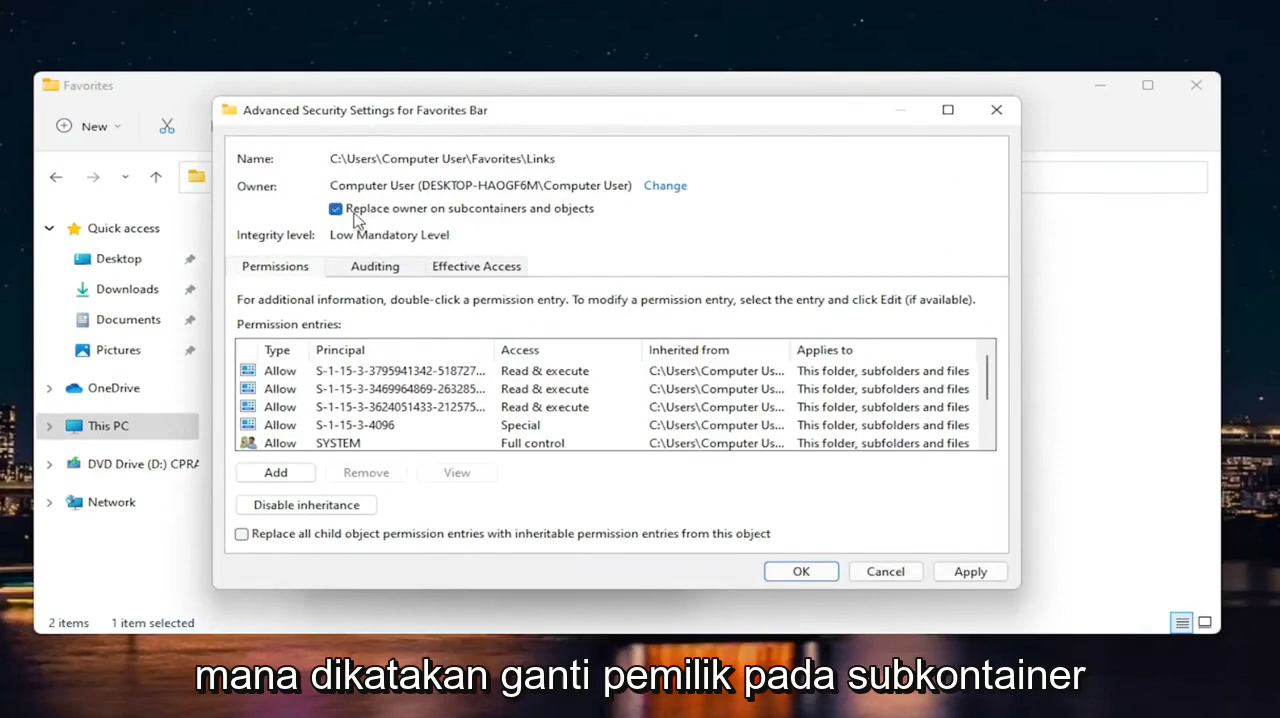 Favorites
Advanced Security Settings for Favorites Bar
New
Name: C:\Users\Computer User\Favorites\Links
Owner: Computer User (DESKTOP-HAOGF6M\Computer User) Change
Replace owner on subcontainers and objects
Integrity level: Low Mandatory Level
Quick access
Desktop
Downloads
Documents
Pictures
OneDrive
This PC
DVD Drive (D:) CPRA
Network
Permissions Auditing Effective Access
For additional information, double-click a permission entry. To modify a permission entry, select the entry and click Edit (if available).
Permission entries:
Type Principal Access Inherited from Applies to
Allow S-1-15-3-3795941342-518727... Read & execute C:\Users\Computer Us... This folder, subfolders and files
Allow S-1-15-3-3469964869-263285... Read & execute C:\Users\Computer Us... This folder, subfolders and files
Allow S-1-15-3-3624051433-212575... Read & execute C:\Users\Computer Us... This folder, subfolders and files
Allow S-1-15-3-4096 Special C:\Users\Computer Us... This folder, subfolders and files
Allow SYSTEM Full control C:\Users\Computer Us... This folder, subfolders and files
Add Remove View
Disable inheritance
Replace all child object permission entries with inheritable permission entries from this object
OK Cancel Apply
2 items 1 item selected
mana dikatakan ganti pemilik pada subkontainer